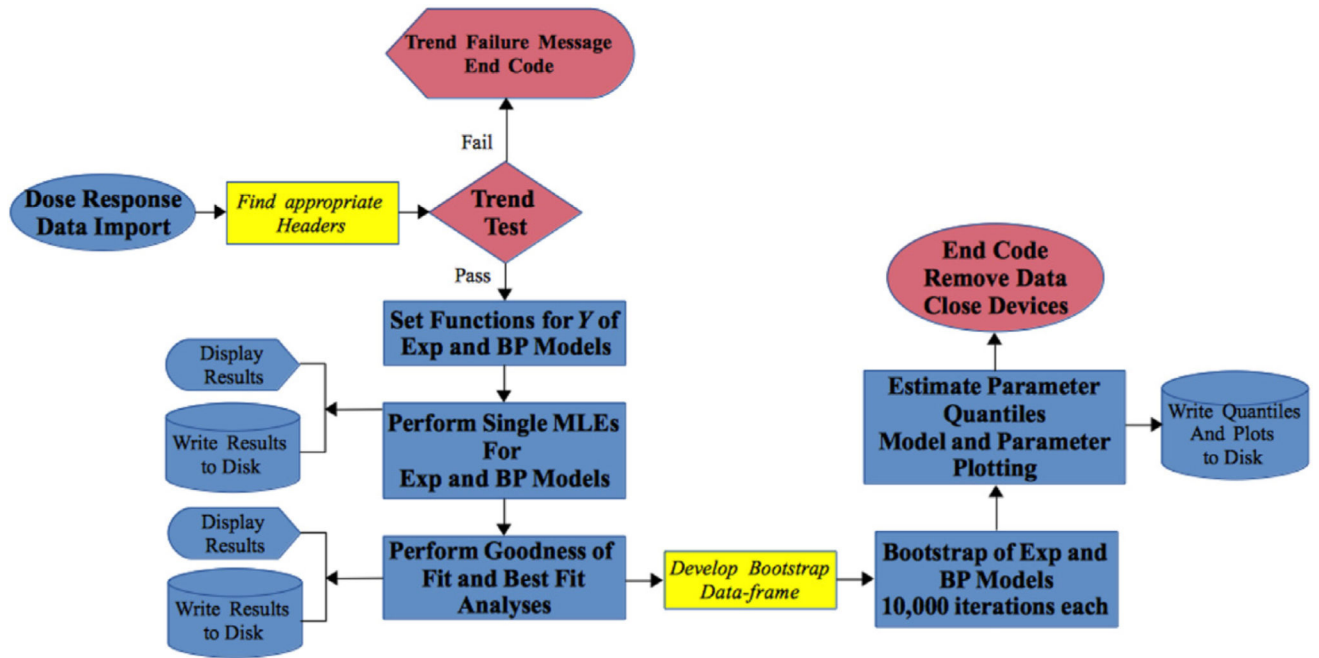 Trend Failure Message
End Code
Fail
Dose Response
Data Import
Find appropriate
Headers
Trend
Test
Pass
Set Functions for Y of
Exp and BP Models
Display
Results
Write Results
to Disk
Perform Single MLEs
For
Exp and BP Models
Display
Results
Write Results
to Disk
Perform Goodness of
Fit and Best Fit
Analyses
Develop Bootstrap
Data-frame
Bootstrap of Exp and
BP Models
10,000 iterations each
Estimate Parameter
Quantiles
Model and Parameter
Plotting
Write Quantiles
And Plots
to Disk
End Code
Remove Data
Close Devices